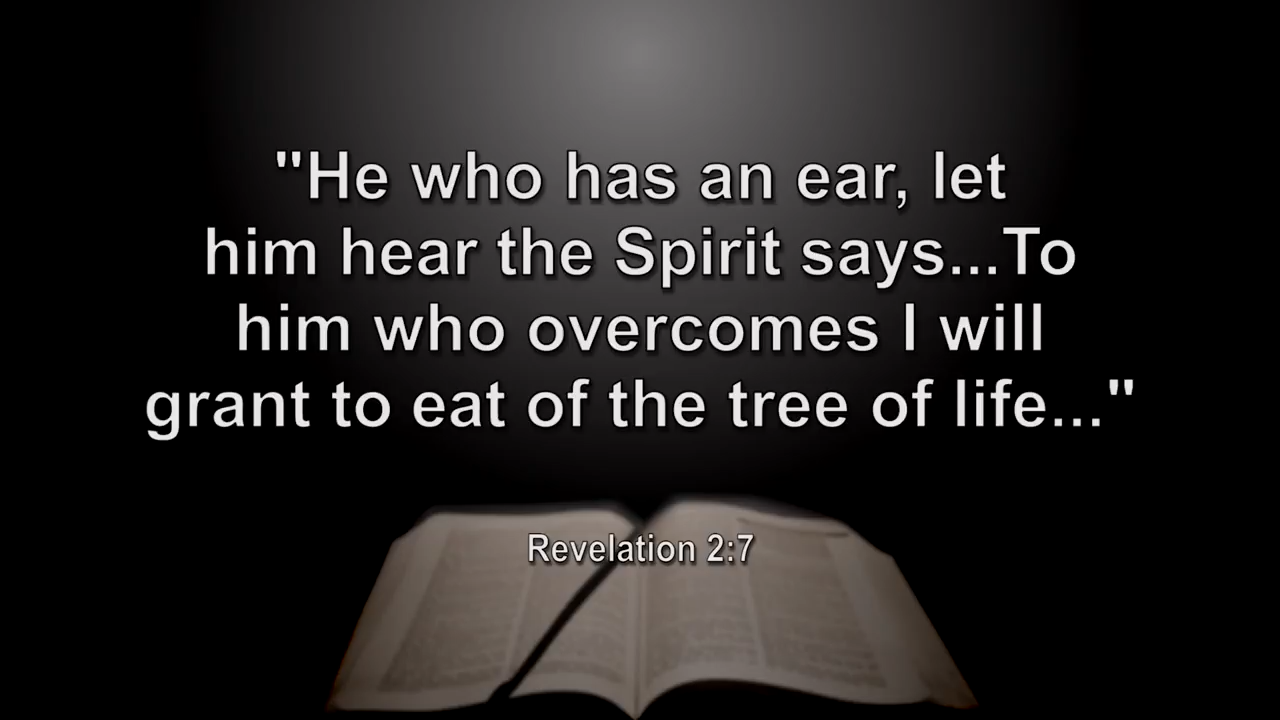 "He who has an ear, let
him hear the Spirit says...To
him who overcomes I will
grant to eat of the tree of life..."
Revelation 2:7